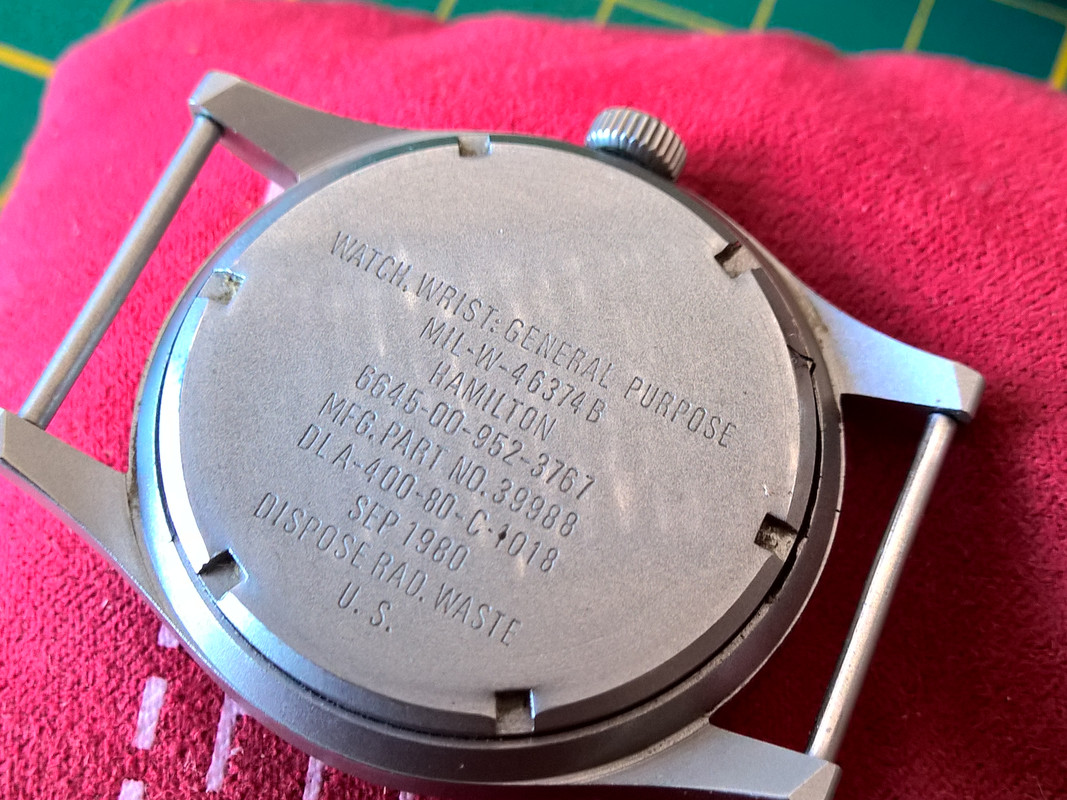 WATCH, WRIST: GENERAL PURPOSE
MIL-W-46374B
HAMILTON
6645-00-952-3767
MFG. PART NO. 39988
DLA-400-80-C-1018
SEP 1980
DISPOSE RAD. WASTE
U. S.